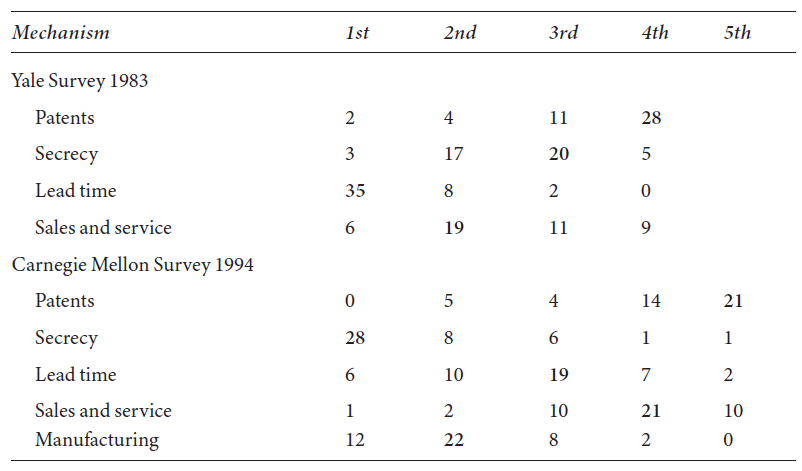 Mechanism 1st 2nd 3rd 4th 5th
Yale Survey 1983
Patents 2 4 11 28
Secrecy 3 17 20 5
Lead time 35 8 2 0
Sales and service 6 19 11 9
Carnegie Mellon Survey 1994
Patents 0 5 4 14 21
Secrecy 28 8 6 1 1
Lead time 6 10 19 7 2
Sales and service 1 2 10 21 10
Manufacturing 12 22 8 2 0